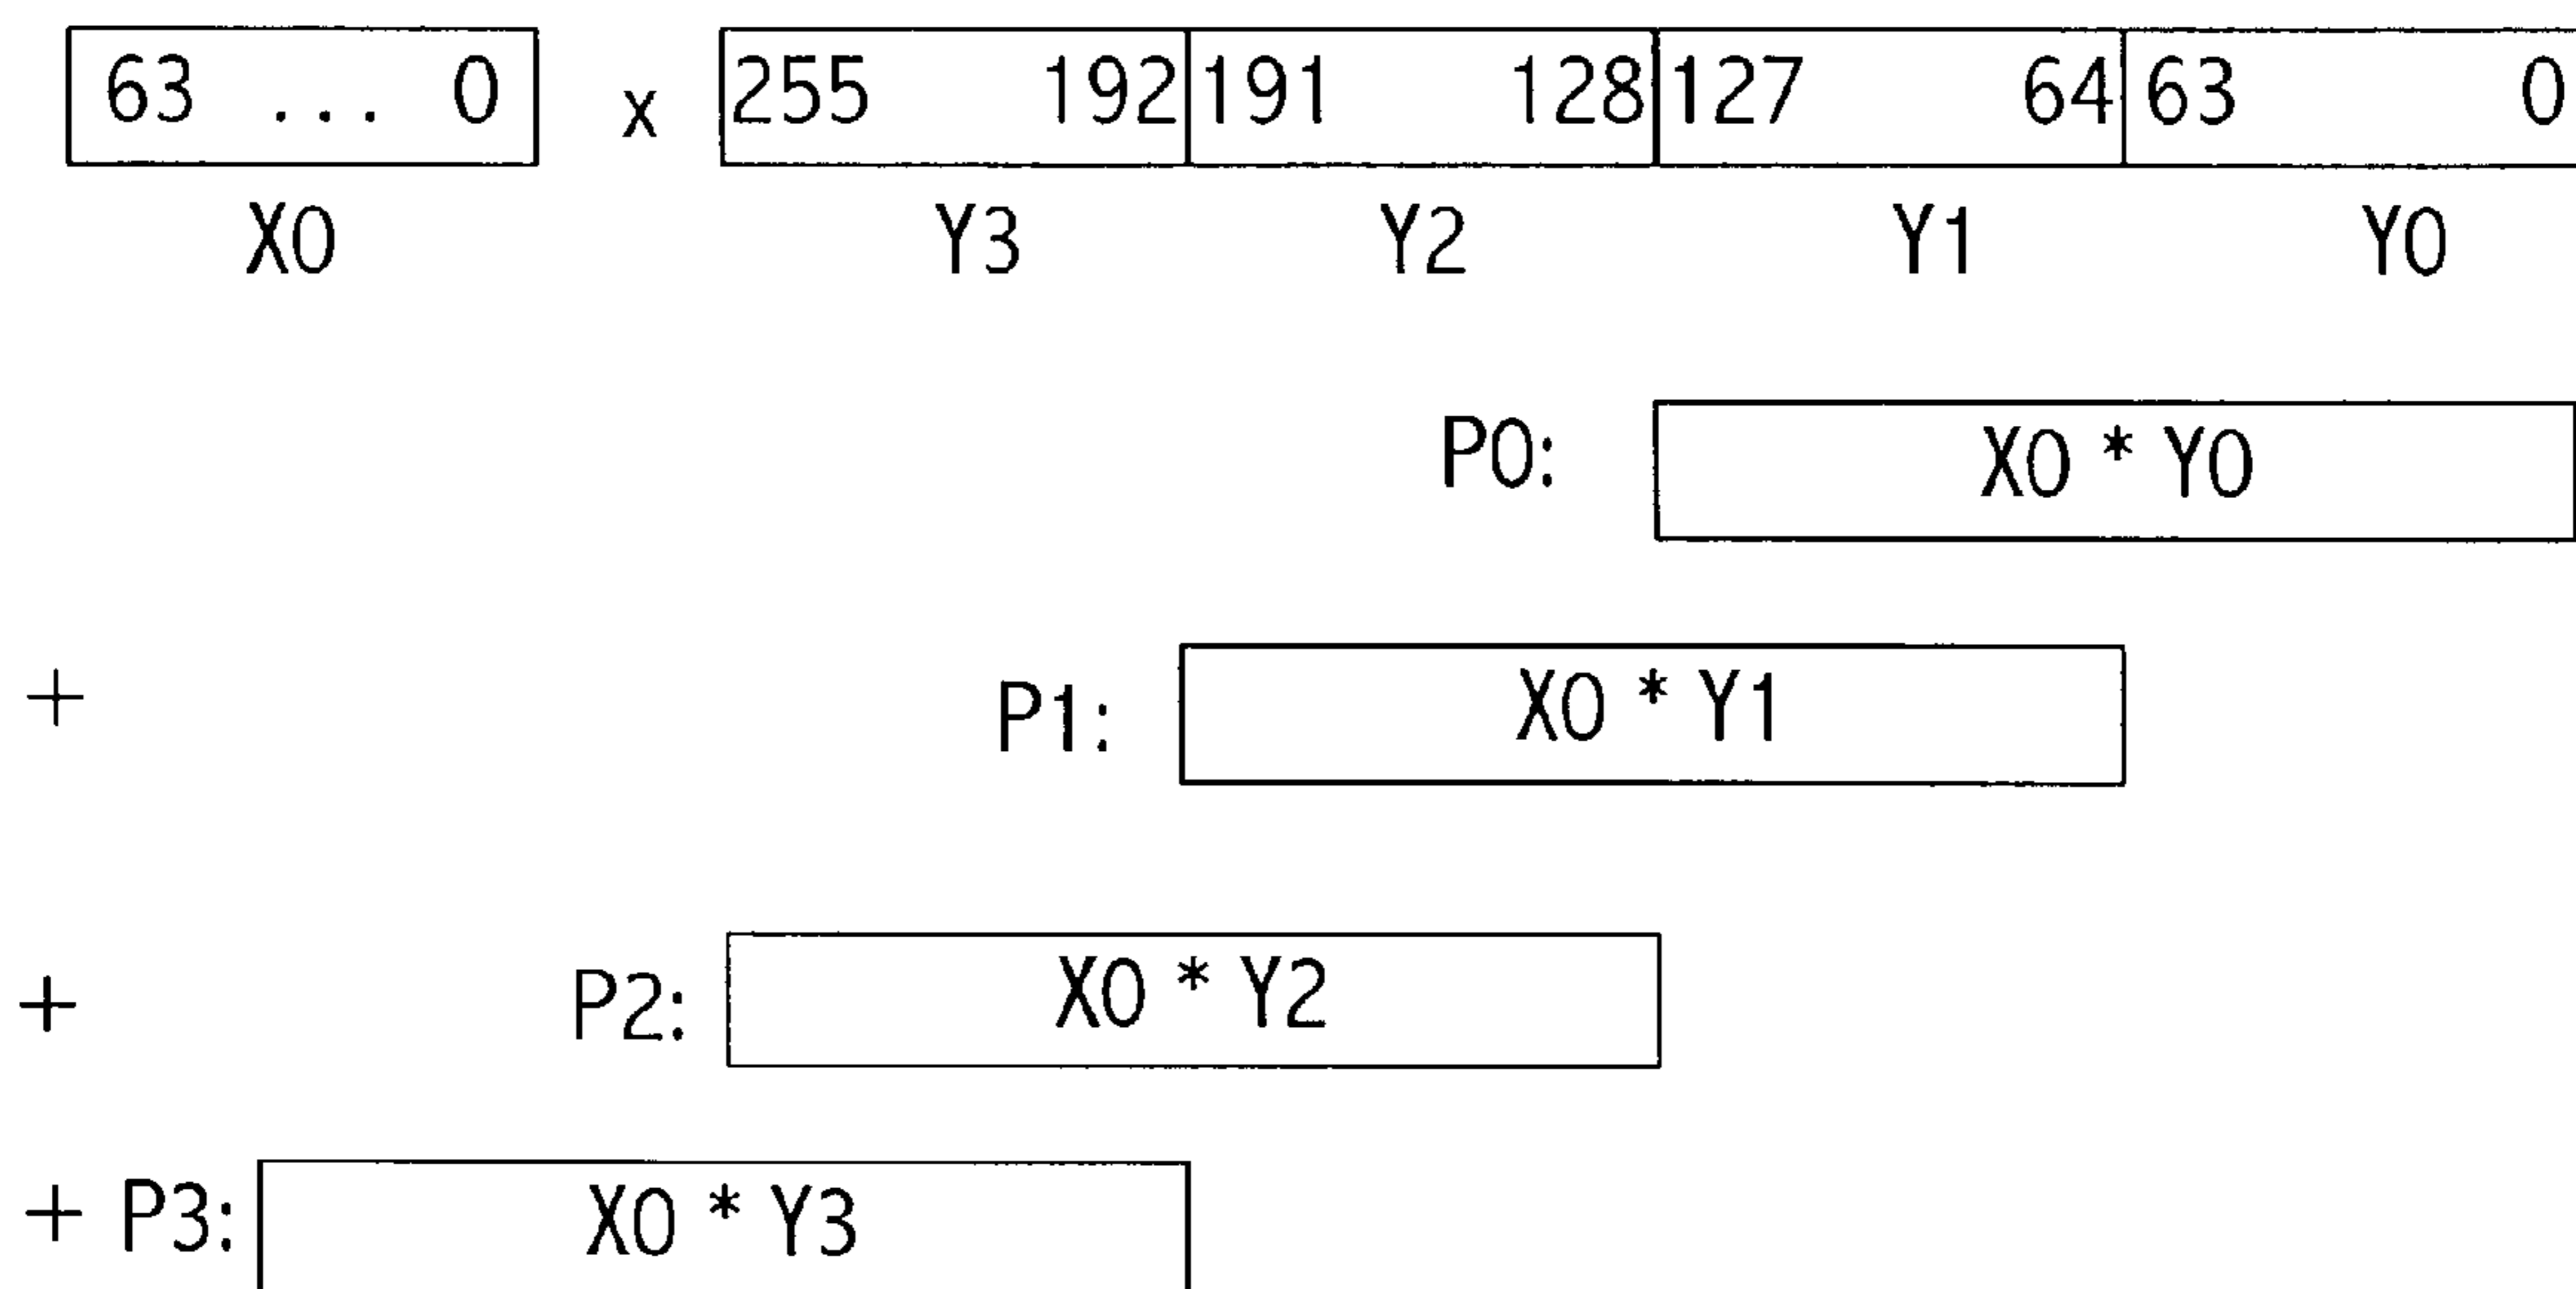 63 ... 0 x 255 192 191 128 127 64 63 0
X0 Y3 Y2 Y1 Y0
P0: X0 * Y0
+ P1: X0 * Y1
+ P2: X0 * Y2
+ P3: X0 * Y3